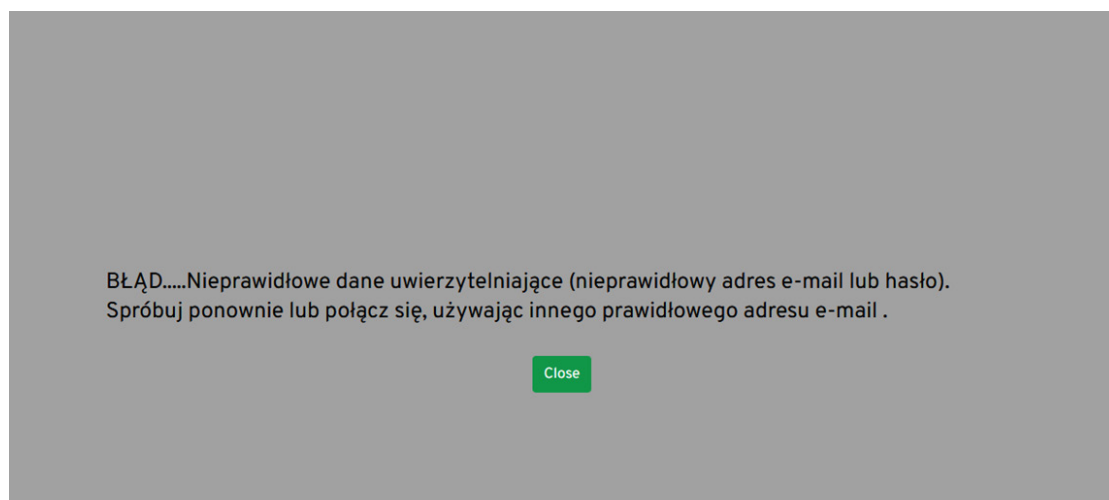 BŁĄD.....Nieprawidłowe dane uwierzytelniające (nieprawidłowy adres e-mail lub hasło).
Spróbuj ponownie lub połącz się, używając innego prawidłowego adresu e-mail .
Close